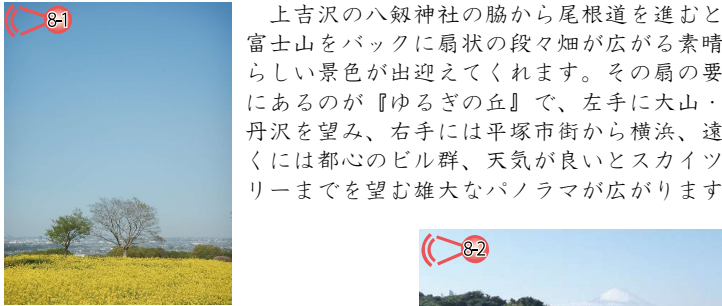 8-1
上吉沢の八剱神社の脇から尾根道を進むと
富士山をバックに扇状の段々畑が広がる素晴
らしい景色が出迎えてくれます。その扇の要
にあるのが『ゆるぎの丘』で、左手に大山・
丹沢を望み、右手には平塚市街から横浜、遠
くには都心のビル群、天気が良いとスカイツ
リーまでを望む雄大なパノラマが広がります
8-2